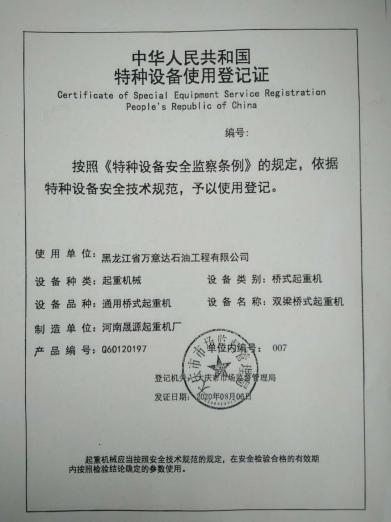 中华人民共和国
特种设备使用登记证
Certificate of Special Equipment Service Registration
People's Republic of China
编号:
按照《特种设备安全监察条例》的规定，依据
特种设备安全技术规范，予以使用登记。
使用单位: 黑龙江省万意达石油工程有限公司
设备种类: 起重机械 设备类别: 桥式起重机
设备品种: 通用桥式起重机 设备名称: 双梁桥式起重机
制造单位: 河南晟源起重机厂
产品编号: Q60120197 单位内编号: 007
登记机关: 大庆市市场监督管理局
发证日期: 2020年08月06日
大庆市市场监督管理局
起重机械应当按照安全技术规范的规定，在安全检验合格的有效期
内按照检验结论确定的参数使用。